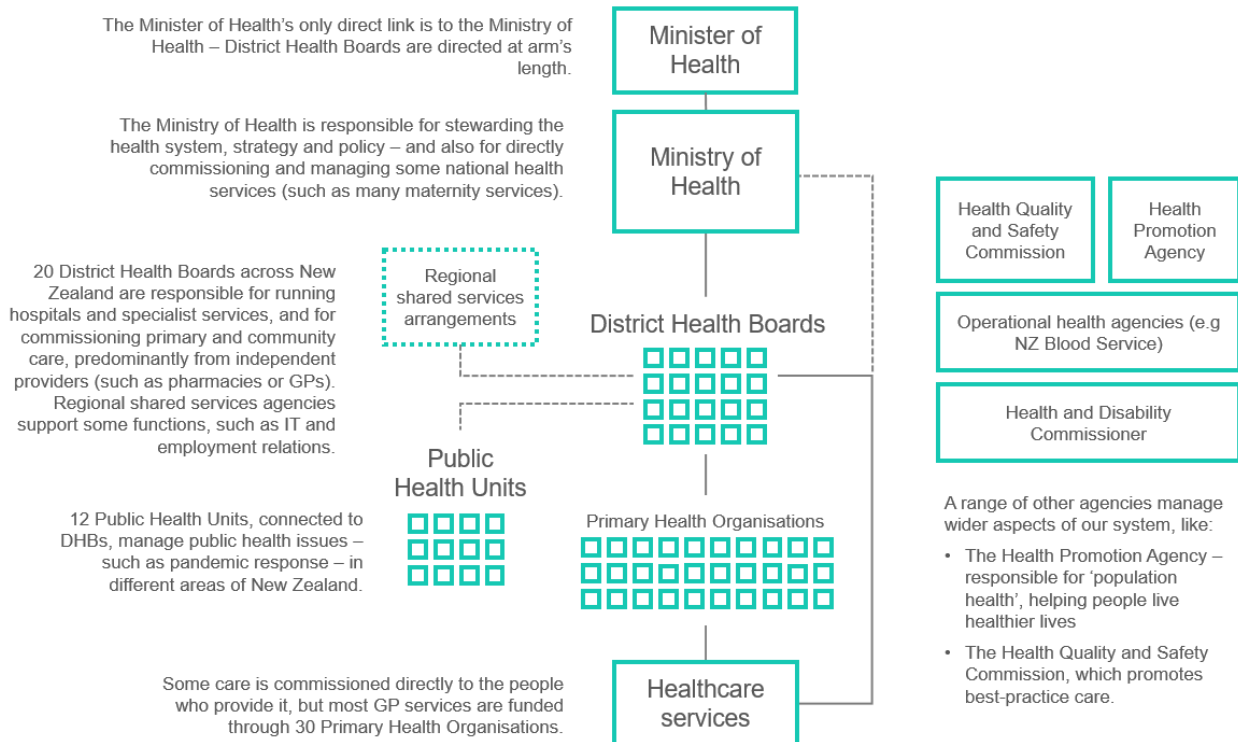 The Minister of Health's only direct link is to the Ministry of
Health – District Health Boards are directed at arm's
length.
Minister of
Health
The Ministry of Health is responsible for stewarding the
health system, strategy and policy – and also for directly
commissioning and managing some national health
services (such as many maternity services).
Ministry of
Health
Health Quality
and Safety
Commission
Health
Promotion
Agency
Operational health agencies (e.g
NZ Blood Service)
Health and Disability
Commissioner
20 District Health Boards across New
Zealand are responsible for running
hospitals and specialist services, and for
commissioning primary and community
care, predominantly from independent
providers (such as pharmacies or GPs).
Regional shared services agencies
support some functions, such as IT and
employment relations.
Regional
shared services
arrangements
District Health Boards
Public
Health Units
12 Public Health Units, connected to
DHBs, manage public health issues –
such as pandemic response – in
different areas of New Zealand.
Primary Health Organisations
A range of other agencies manage
wider aspects of our system, like:
• The Health Promotion Agency –
responsible for 'population
health', helping people live
healthier lives
• The Health Quality and Safety
Commission, which promotes
best-practice care.
Some care is commissioned directly to the people
who provide it, but most GP services are funded
through 30 Primary Health Organisations.
Healthcare
services